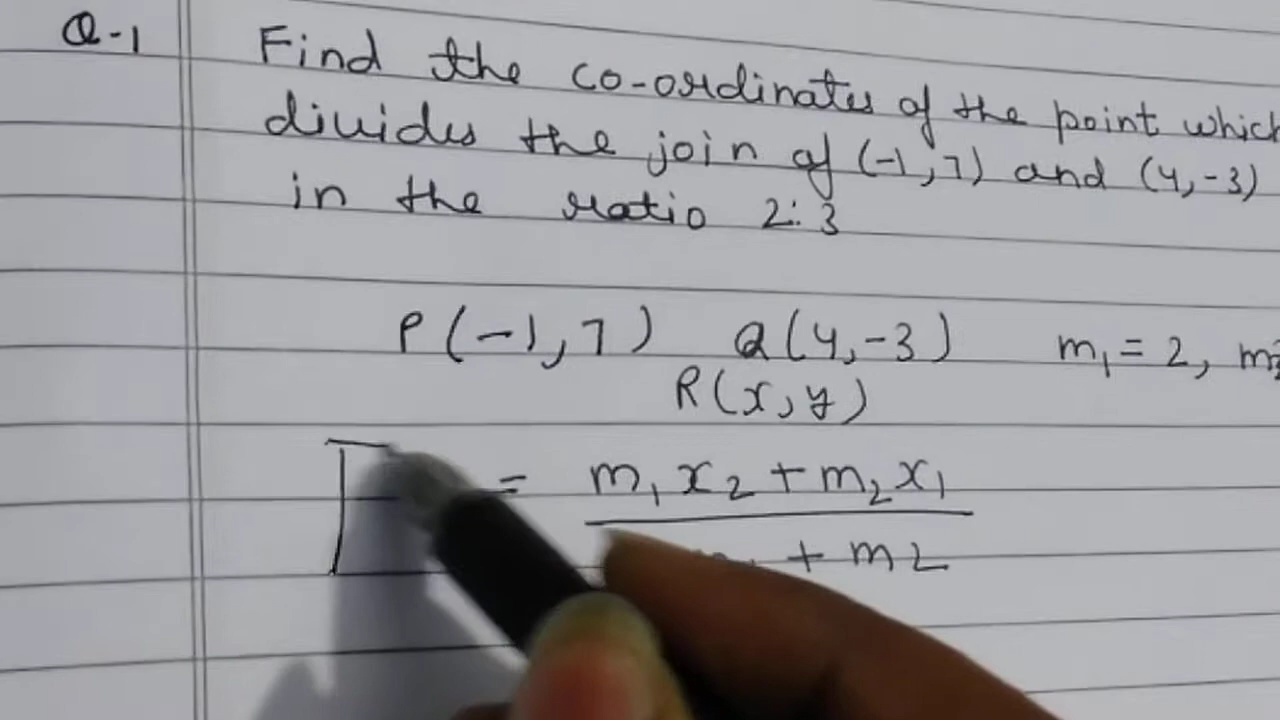 Q-1 Find the co-ordinates of the point which
divides the join of (-1,7) and (4,-3)
in the ratio 2:3
P(-1,7) Q(4,-3) m₁ = 2, m₂
R(x,y)
= m₁x₂ + m₂x₁
+ m2